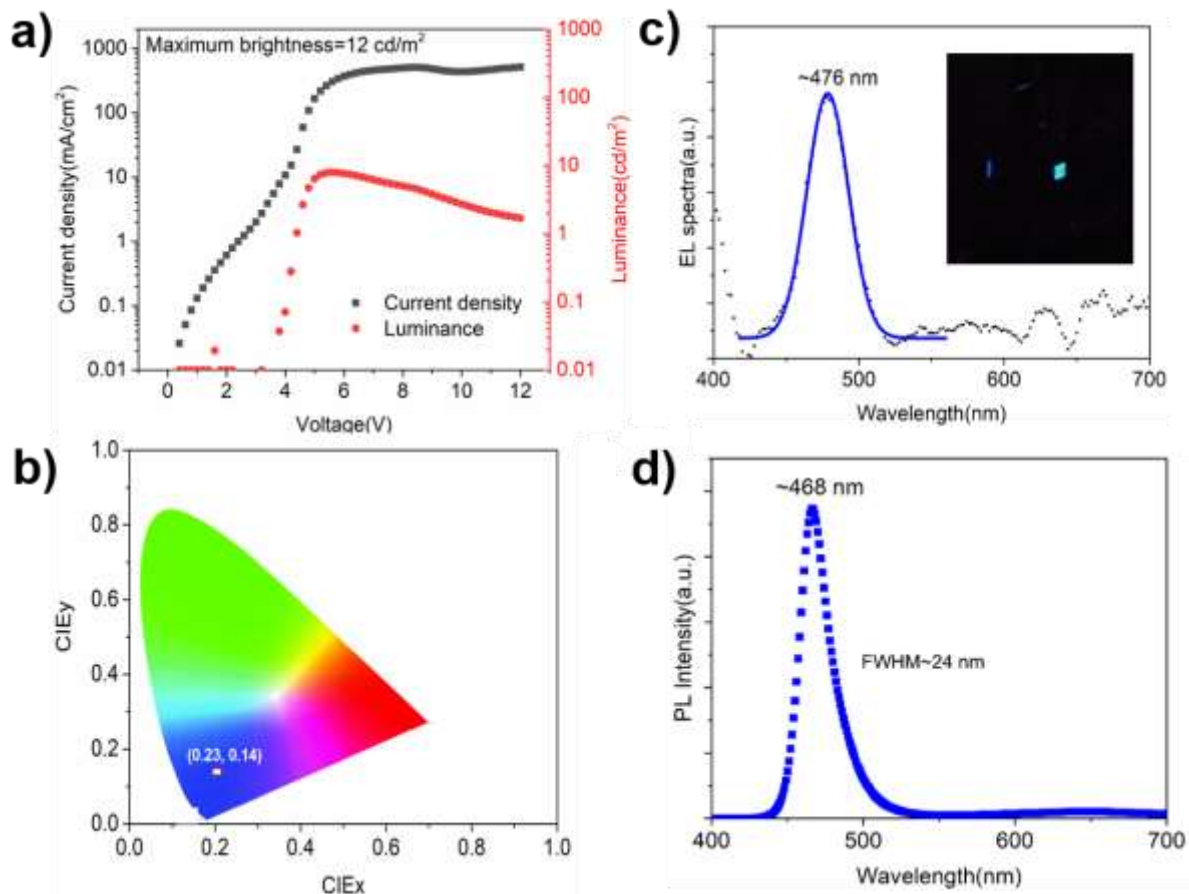 a)
Maximum brightness=12 cd/m²
1000
100
10
1
0.1
0.01
Current density(mA/cm²)
1000
100
10
1
0.1
0.01
Luminance(cd/m²)
Current density
Luminance
0 2 4 6 8 10 12
Voltage(V)
c)
~476 nm
EL spectra(a.u.)
400 500 600 700
Wavelength(nm)
b)
1.0
0.8
0.6
0.4
0.2
0.0
CIEy
(0.23, 0.14)
0.0 0.2 0.4 0.6 0.8 1.0
CIEx
d)
~468 nm
PL Intensity(a.u.)
FWHM~24 nm
400 500 600 700
Wavelength(nm)